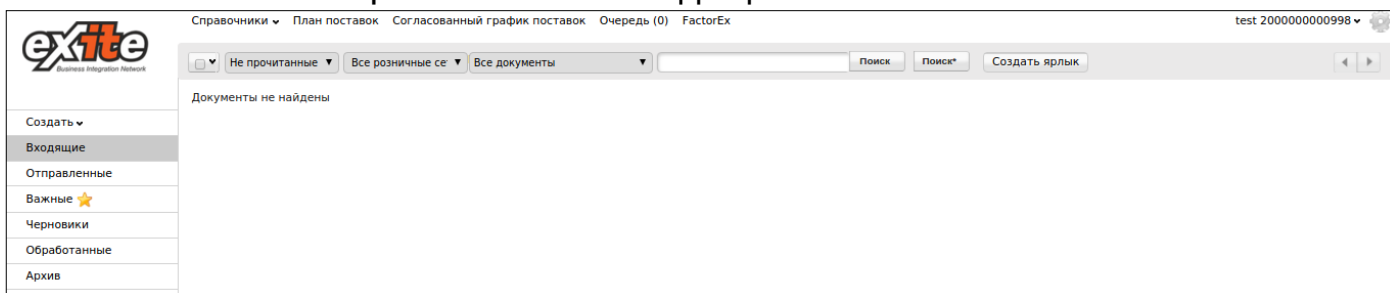 Справочники План поставок Согласованный график поставок Очередь (0) FactorEx test 2000000000998
exite
Business Integration Network
Не прочитанные Все розничные се Все документы Поиск Поиск* Создать ярлык
Документы не найдены
Создать
Входящие
Отправленные
Важные
Черновики
Обработанные
Архив